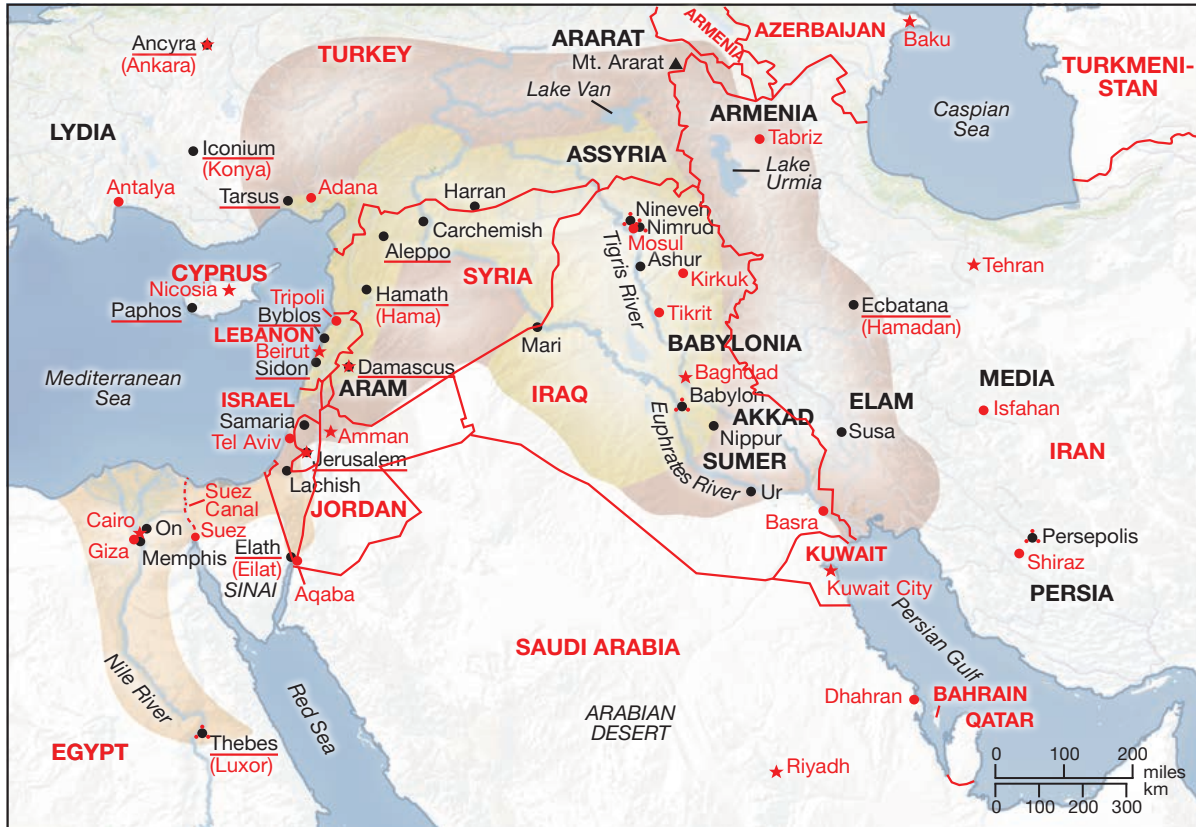 Ancyra
(Ankara)
TURKEY
ARARAT
Mt. Ararat
ARMENIA
AZERBAIJAN
Baku
TURKMENI-
STAN
Lake Van
Caspian
Sea
LYDIA
ARMENIA
Tabriz
Iconium
(Konya)
ASSYRIA
Lake
Urmia
Antalya
Tarsus
Adana
Harran
Carchemish
Nineveh
Nimrud
Mosul
Aleppo
Ashur
Tigris River
SYRIA
Kirkuk
Tehran
CYPRUS
Nicosia
Paphos
Hamath
(Hama)
Tripoli
Byblos
Tikrit
Ecbatana
(Hamadan)
LEBANON
Beirut
Sidon
Mari
BABYLONIA
Mediterranean
Sea
Damascus
ARAM
Baghdad
MEDIA
IRAQ
Babylon
ISRAEL
Samaria
AKKAD
ELAM
Isfahan
Tel Aviv
Amman
Nippur
Susa
IRAN
Jerusalem
Euphrates River
SUMER
Lachish
Suez
Canal
JORDAN
Ur
Basra
Cairo
On
Suez
Giza
Memphis
Elath
(Eilat)
SINAI
Aqaba
KUWAIT
Kuwait City
Persepolis
Shiraz
PERSIA
SAUDI ARABIA
Persian Gulf
Nile River
Red Sea
ARABIAN
DESERT
Dhahran
BAHRAIN
QATAR
EGYPT
Thebes
(Luxor)
Riyadh
0 100 200
miles
km
0 100 200 300